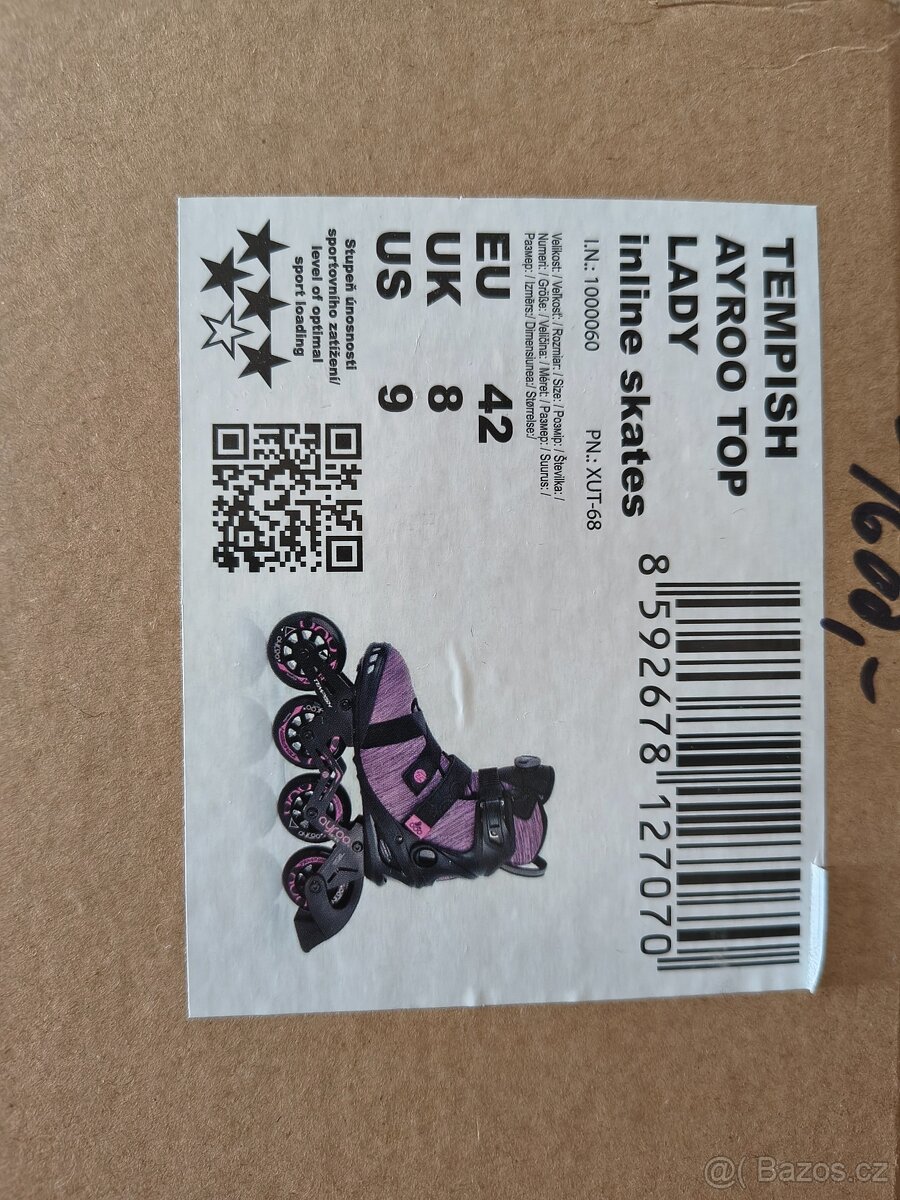 TEMPISH
AYROO TOP
LADY
inline skates
I.N.: 1000060 PN.: XUT-68
Velikost: / Veľkosť: / Rozmiar: / Size: / Розмір: / Številka: /
Numeri: / Größe: / Veličina: / Méret: / Размер: / Suurus: /
Размер: / Izmērs:/ Dimensiunea:/ Størrelse:/
EU 42
UK 8
US 9
Stupeň únosnosti
sportovního zatížení/
level of optimal
sport loading
8 592678 127070
1600,-
@( Bazos.cz